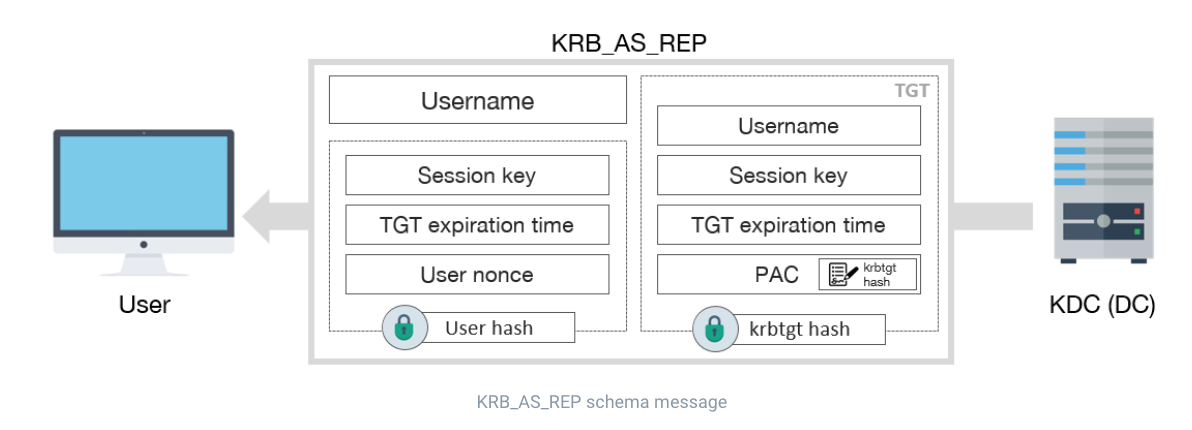 KRB_AS_REP
Username
Session key
TGT expiration time
User nonce
User hash
TGT
Username
Session key
TGT expiration time
PAC
krbtgt
hash
krbtgt hash
User
KDC (DC)
KRB_AS_REP schema message